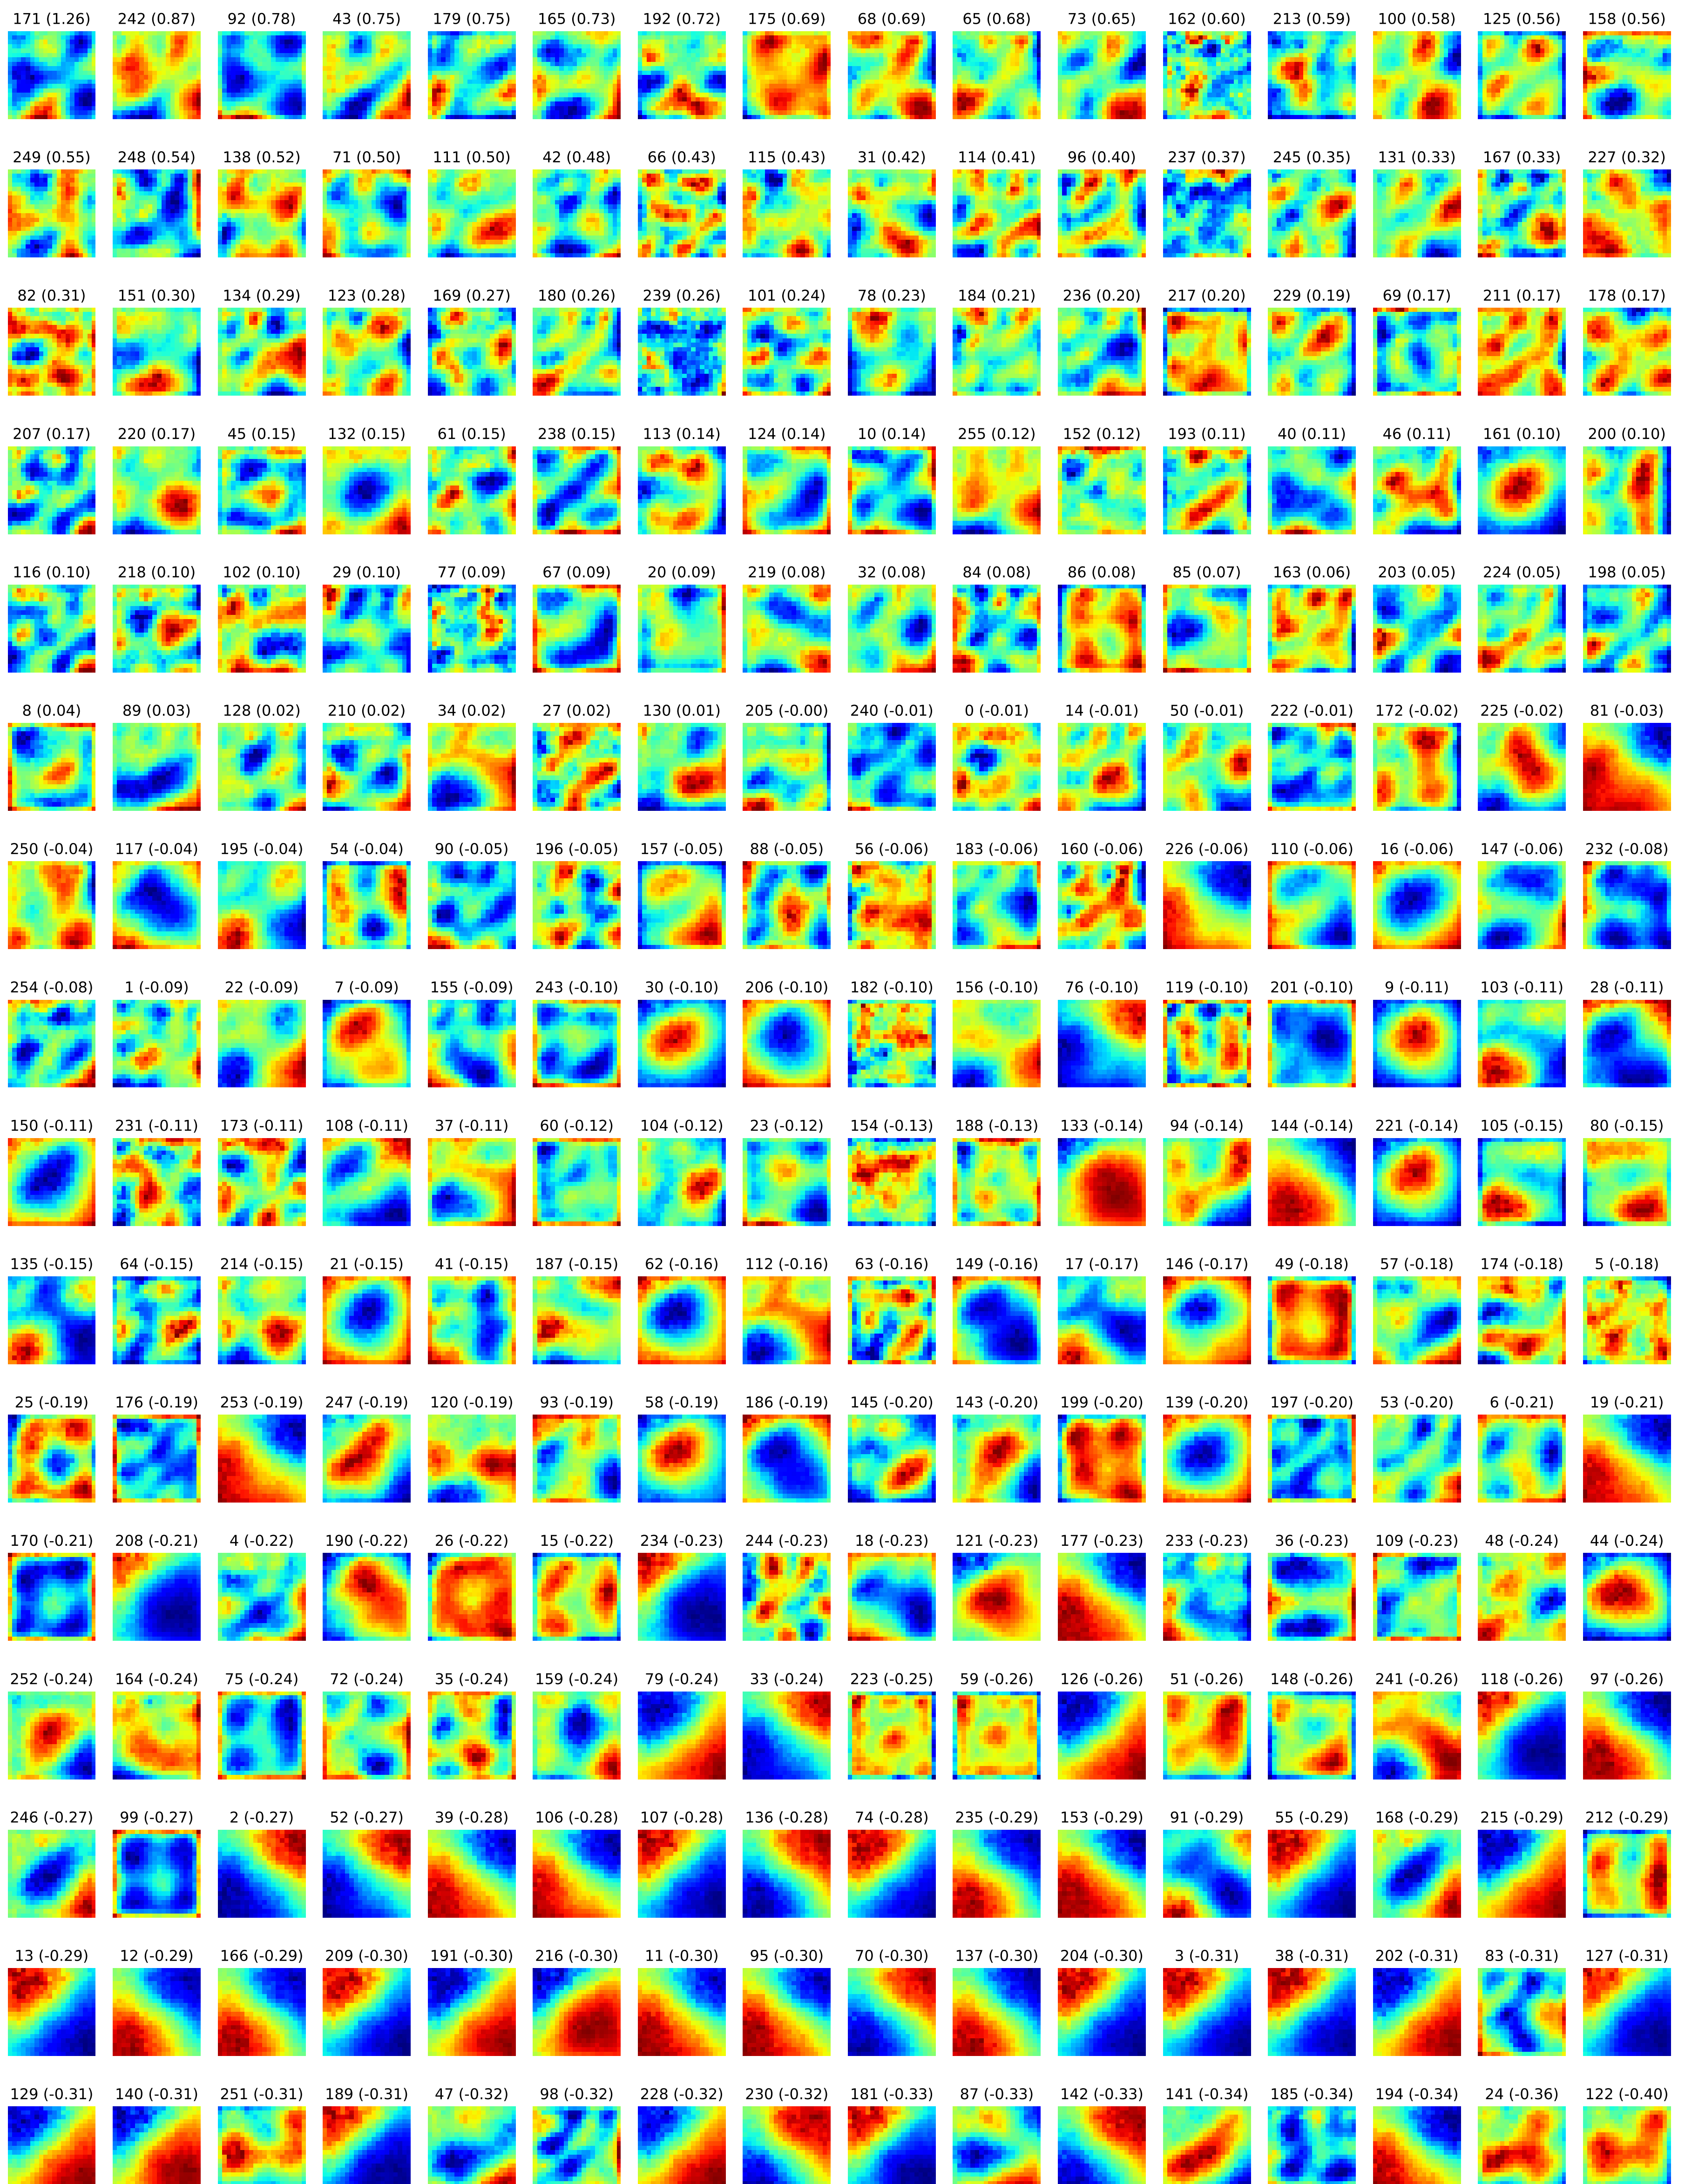 171 (1.26) 242 (0.87) 92 (0.78) 43 (0.75) 179 (0.75) 165 (0.73) 192 (0.72) 175 (0.69) 68 (0.69) 65 (0.68) 73 (0.65) 162 (0.60) 213 (0.59) 100 (0.58) 125 (0.56) 158 (0.56)
249 (0.55) 248 (0.54) 138 (0.52) 71 (0.50) 111 (0.50) 42 (0.48) 66 (0.43) 115 (0.43) 31 (0.42) 114 (0.41) 96 (0.40) 237 (0.37) 245 (0.35) 131 (0.33) 167 (0.33) 227 (0.32)
82 (0.31) 151 (0.30) 134 (0.29) 123 (0.28) 169 (0.27) 180 (0.26) 239 (0.26) 101 (0.24) 78 (0.23) 184 (0.21) 236 (0.20) 217 (0.20) 229 (0.19) 69 (0.17) 211 (0.17) 178 (0.17)
207 (0.17) 220 (0.17) 45 (0.15) 132 (0.15) 61 (0.15) 238 (0.15) 113 (0.14) 124 (0.14) 10 (0.14) 255 (0.12) 152 (0.12) 193 (0.11) 40 (0.11) 46 (0.11) 161 (0.10) 200 (0.10)
116 (0.10) 218 (0.10) 102 (0.10) 29 (0.10) 77 (0.09) 67 (0.09) 20 (0.09) 219 (0.08) 32 (0.08) 84 (0.08) 86 (0.08) 85 (0.07) 163 (0.06) 203 (0.05) 224 (0.05) 198 (0.05)
8 (0.04) 89 (0.03) 128 (0.02) 210 (0.02) 34 (0.02) 27 (0.02) 130 (0.01) 205 (-0.00) 240 (-0.01) 0 (-0.01) 14 (-0.01) 50 (-0.01) 222 (-0.01) 172 (-0.02) 225 (-0.02) 81 (-0.03)
250 (-0.04) 117 (-0.04) 195 (-0.04) 54 (-0.04) 90 (-0.05) 196 (-0.05) 157 (-0.05) 88 (-0.05) 56 (-0.06) 183 (-0.06) 160 (-0.06) 226 (-0.06) 110 (-0.06) 16 (-0.06) 147 (-0.06) 232 (-0.08)
254 (-0.08) 1 (-0.09) 22 (-0.09) 7 (-0.09) 155 (-0.09) 243 (-0.10) 30 (-0.10) 206 (-0.10) 182 (-0.10) 156 (-0.10) 76 (-0.10) 119 (-0.10) 201 (-0.10) 9 (-0.11) 103 (-0.11) 28 (-0.11)
150 (-0.11) 231 (-0.11) 173 (-0.11) 108 (-0.11) 37 (-0.11) 60 (-0.12) 104 (-0.12) 23 (-0.12) 154 (-0.13) 188 (-0.13) 133 (-0.14) 94 (-0.14) 144 (-0.14) 221 (-0.14) 105 (-0.15) 80 (-0.15)
135 (-0.15) 64 (-0.15) 214 (-0.15) 21 (-0.15) 41 (-0.15) 187 (-0.15) 62 (-0.16) 112 (-0.16) 63 (-0.16) 149 (-0.16) 17 (-0.17) 146 (-0.17) 49 (-0.18) 57 (-0.18) 174 (-0.18) 5 (-0.18)
25 (-0.19) 176 (-0.19) 253 (-0.19) 247 (-0.19) 120 (-0.19) 93 (-0.19) 58 (-0.19) 186 (-0.19) 145 (-0.20) 143 (-0.20) 199 (-0.20) 139 (-0.20) 197 (-0.20) 53 (-0.20) 6 (-0.21) 19 (-0.21)
170 (-0.21) 208 (-0.21) 4 (-0.22) 190 (-0.22) 26 (-0.22) 15 (-0.22) 234 (-0.23) 244 (-0.23) 18 (-0.23) 121 (-0.23) 177 (-0.23) 233 (-0.23) 36 (-0.23) 109 (-0.23) 48 (-0.24) 44 (-0.24)
252 (-0.24) 164 (-0.24) 75 (-0.24) 72 (-0.24) 35 (-0.24) 159 (-0.24) 79 (-0.24) 33 (-0.24) 223 (-0.25) 59 (-0.26) 126 (-0.26) 51 (-0.26) 148 (-0.26) 241 (-0.26) 118 (-0.26) 97 (-0.26)
246 (-0.27) 99 (-0.27) 2 (-0.27) 52 (-0.27) 39 (-0.28) 106 (-0.28) 107 (-0.28) 136 (-0.28) 74 (-0.28) 235 (-0.29) 153 (-0.29) 91 (-0.29) 55 (-0.29) 168 (-0.29) 215 (-0.29) 212 (-0.29)
13 (-0.29) 12 (-0.29) 166 (-0.29) 209 (-0.30) 191 (-0.30) 216 (-0.30) 11 (-0.30) 95 (-0.30) 70 (-0.30) 137 (-0.30) 204 (-0.30) 3 (-0.31) 38 (-0.31) 202 (-0.31) 83 (-0.31) 127 (-0.31)
129 (-0.31) 140 (-0.31) 251 (-0.31) 189 (-0.31) 47 (-0.32) 98 (-0.32) 228 (-0.32) 230 (-0.32) 181 (-0.33) 87 (-0.33) 142 (-0.33) 141 (-0.34) 185 (-0.34) 194 (-0.34) 24 (-0.36) 122 (-0.40)